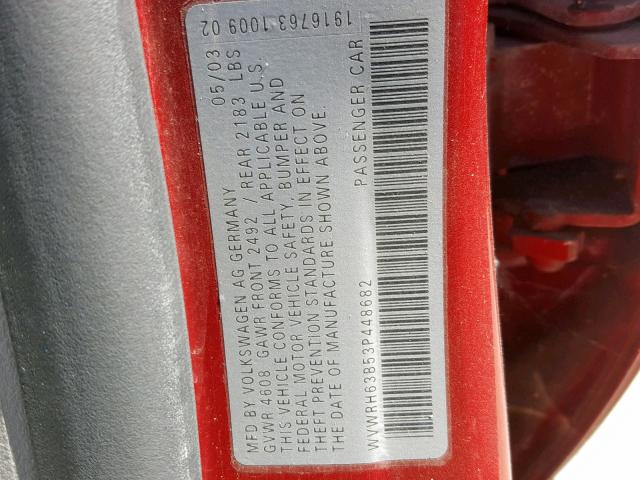 1916763 1009 02
MFD BY VOLKSWAGEN AG GERMANY 05/03
GVWR 4608 GAWR FRONT 2492 / REAR 2183 LBS
THIS VEHICLE CONFORMS TO ALL APPLICABLE U.S.
FEDERAL MOTOR VEHICLE SAFETY, BUMPER AND
THEFT PREVENTION STANDARDS IN EFFECT ON
THE DATE OF MANUFACTURE SHOWN ABOVE.
WVWRH63B53P448682 PASSENGER CAR